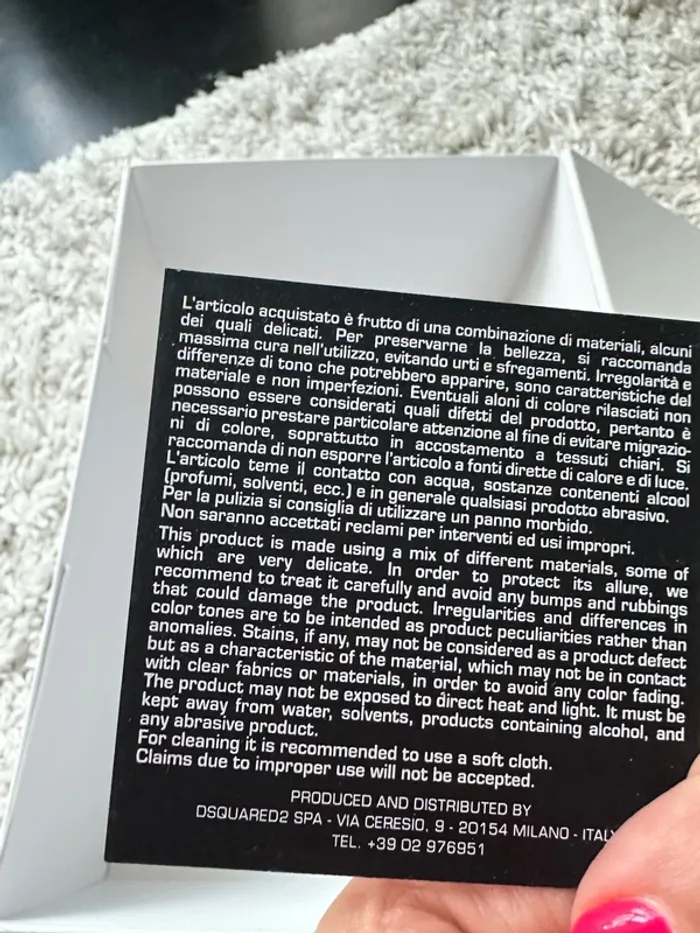 L'articolo acquistato è frutto di una combinazione di materiali, alcuni
dei quali delicati. Per preservarne la bellezza, si raccomanda
massima cura nell'utilizzo, evitando urti e sfregamenti. Irregolarità e
differenze di tono che potrebbero apparire, sono caratteristiche del
materiale e non imperfezioni. Eventuali aloni di colore rilasciati non
possono essere considerati quali difetti del prodotto, pertanto è
necessario prestare particolare attenzione al fine di evitare migrazio-
ni di colore, soprattutto in accostamento a tessuti chiari. Si
raccomanda di non esporre l'articolo a fonti dirette di calore e di luce.
L'articolo teme il contatto con acqua, sostanze contenenti alcool
(profumi, solventi, ecc.) e in generale qualsiasi prodotto abrasivo.
Per la pulizia si consiglia di utilizzare un panno morbido.
Non saranno accettati reclami per interventi ed usi impropri.
This product is made using a mix of different materials, some of
which are very delicate. In order to protect its allure, we
recommend to treat it carefully and avoid any bumps and rubbings
that could damage the product. Irregularities and differences in
color tones are to be intended as product peculiarities rather than
anomalies. Stains, if any, may not be considered as a product defect
but as a characteristic of the material, which may not be in contact
with clear fabrics or materials, in order to avoid any color fading.
The product may not be exposed to direct heat and light. It must be
kept away from water, solvents, products containing alcohol, and
any abrasive product.
For cleaning it is recommended to use a soft cloth.
Claims due to improper use will not be accepted.
PRODUCED AND DISTRIBUTED BY
DSQUARED2 SPA - VIA CERESIO, 9 - 20154 MILANO - ITALY
TEL. +39 02 976951